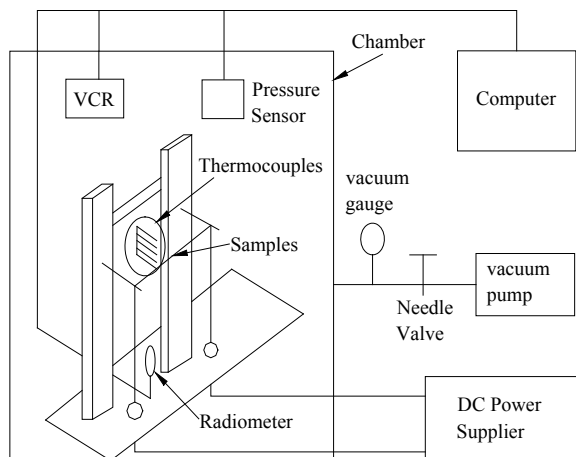 Chamber
VCR
Pressure
Sensor
Computer
Thermocouples
vacuum
gauge
Samples
vacuum
pump
Needle
Valve
Radiometer
DC Power
Supplier